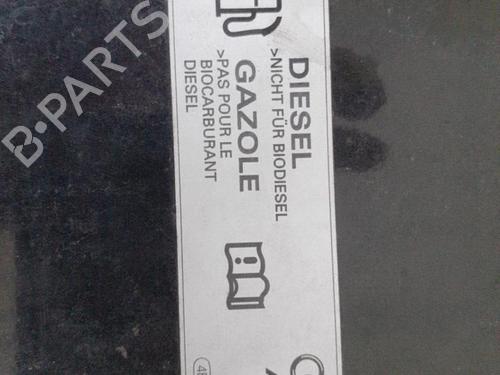 DIESEL
>NICHT FÜR BIODIESEL
GAZOLE
>PAS POUR LE
BIOCARBURANT
DIESEL
B-PARTS